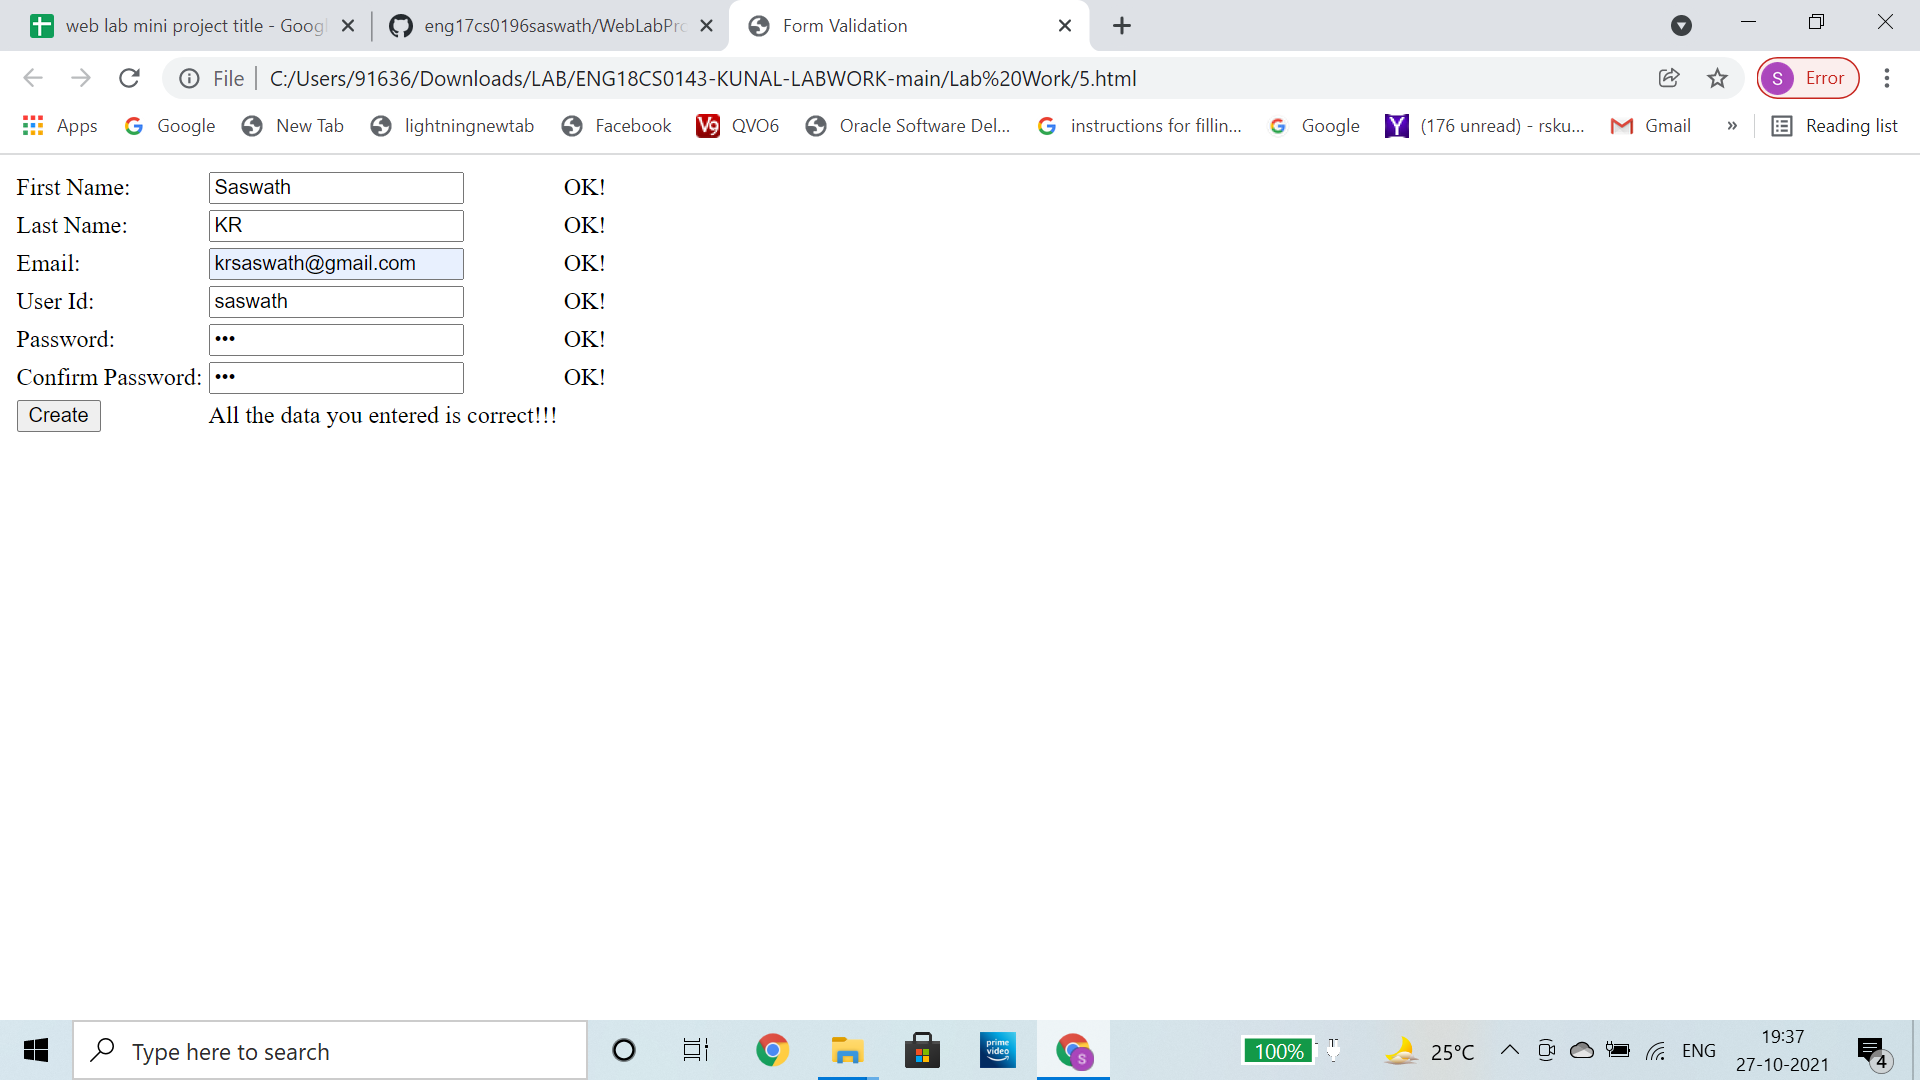 web lab mini project title - Googl
eng17cs0196saswath/WebLabPro
Form Validation
File
C:/Users/91636/Downloads/LAB/ENG18CS0143-KUNAL-LABWORK-main/Lab%20Work/5.html
S Error
Apps
Google
New Tab
lightningnewtab
Facebook
V9 QVO6
Oracle Software Del...
instructions for fillin...
Google
Y (176 unread) - rsku...
Gmail
»
Reading list
First Name: Saswath OK!
Last Name: KR OK!
Email: krsaswath@gmail.com OK!
User Id: saswath OK!
Password: ••• OK!
Confirm Password: ••• OK!
Create All the data you entered is correct!!!
Type here to search
prime
video
S
100%
25°C
ENG
19:37
27-10-2021
4